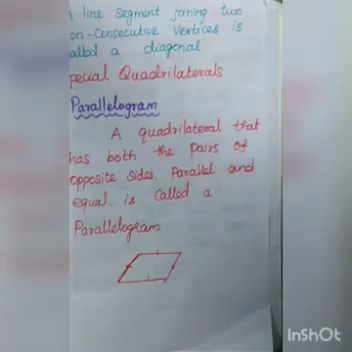 line segment joining two
on-Consecutive Vertices is
alled a diagonal
pecial Quadrilaterals
Parallelogram
A quadrilateral that
has both the pairs of
opposite sides. Parallel and
equal is called a
Parallelogram
InShOt